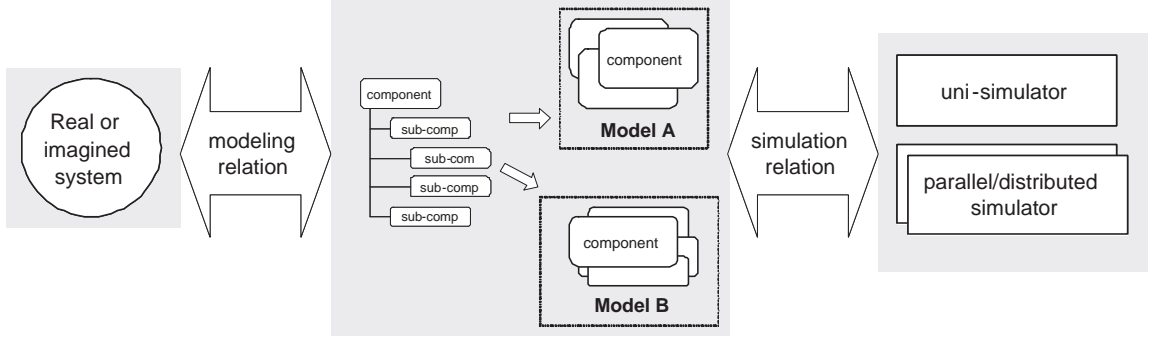 Real or
imagined
system
modeling
relation
component
sub-comp
sub-com
sub-comp
sub-comp
component
Model A
component
Model B
simulation
relation
uni-simulator
parallel/distributed
simulator